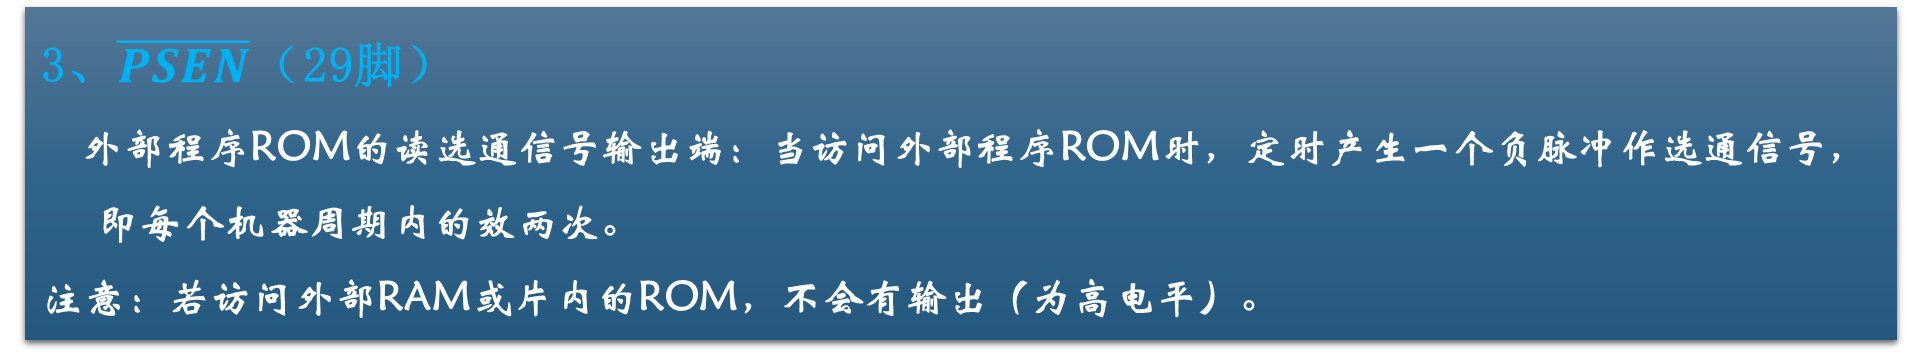 3、PSEN（29脚）
外部程序ROM的读选通信号输出端：当访问外部程序ROM时，定时产生一个负脉冲作选通信号，
即每个机器周期内的效两次。
注意：若访问外部RAM或片内的ROM，不会有输出（为高电平）。